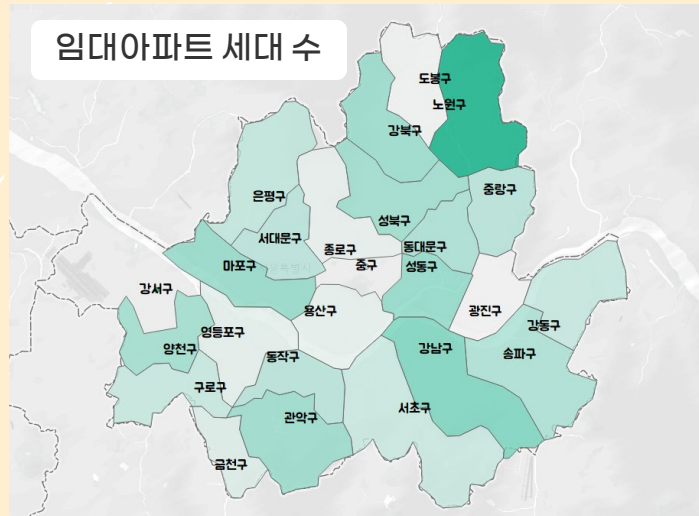 임대아파트 세대 수
도봉구
노원구
강북구
은평구
중랑구
성북구
서대문구
동대문구
종로구
마포구
중구
성동구
강서구
용산구
광진구
강동구
영등포구
양천구
동작구
강남구
송파구
구로구
서초구
관악구
금천구